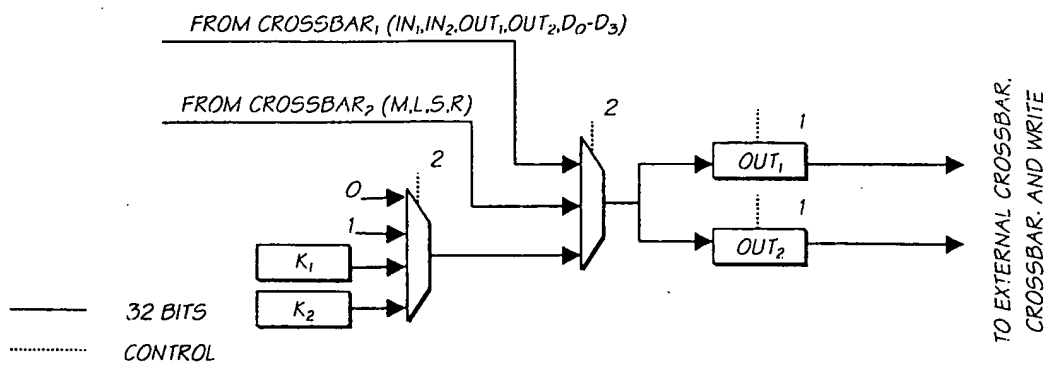 FROM CROSSBAR₁ (IN₁,IN₂,OUT₁,OUT₂,D₀-D₃)
FROM CROSSBAR₂ (M,L,S,R)
2
2
0
1
K₁
K₂
1
OUT₁
1
OUT₂
TO EXTERNAL CROSSBAR,
CROSSBAR, AND WRITE
32 BITS
CONTROL